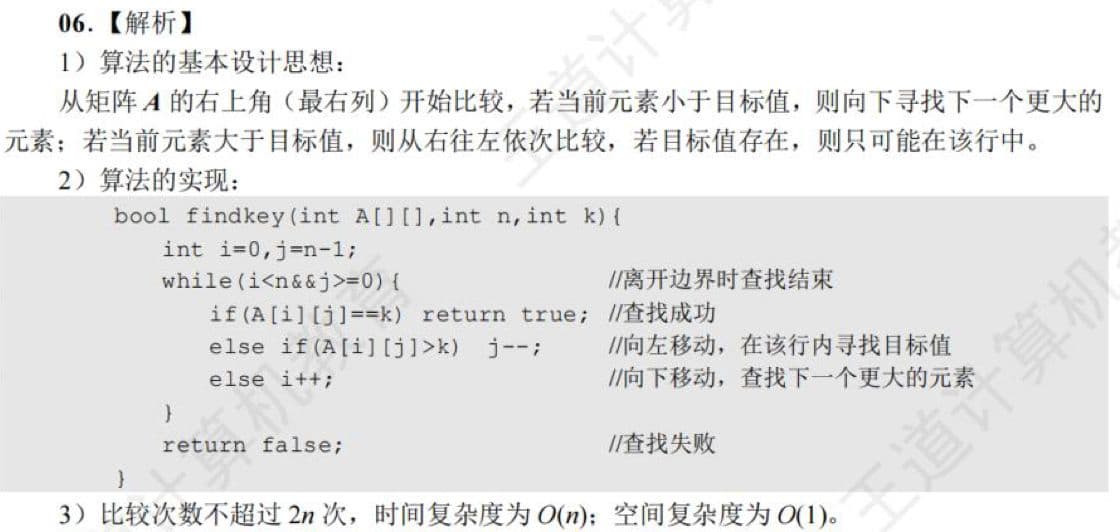 06.【解析】
1）算法的基本设计思想：
从矩阵 A 的右上角（最右列）开始比较，若当前元素小于目标值，则向下寻找下一个更大的
元素；若当前元素大于目标值，则从右往左依次比较，若目标值存在，则只可能在该行中。
2）算法的实现：
bool findkey(int A[][],int n,int k){
int i=0,j=n-1;
while(i<n&&j>=0){ //离开边界时查找结束
if(A[i][j]==k) return true; //查找成功
else if(A[i][j]>k) j--; //向左移动，在该行内寻找目标值
else i++; //向下移动，查找下一个更大的元素
}
return false; //查找失败
}
3）比较次数不超过 2n 次，时间复杂度为 O(n)；空间复杂度为 O(1)。